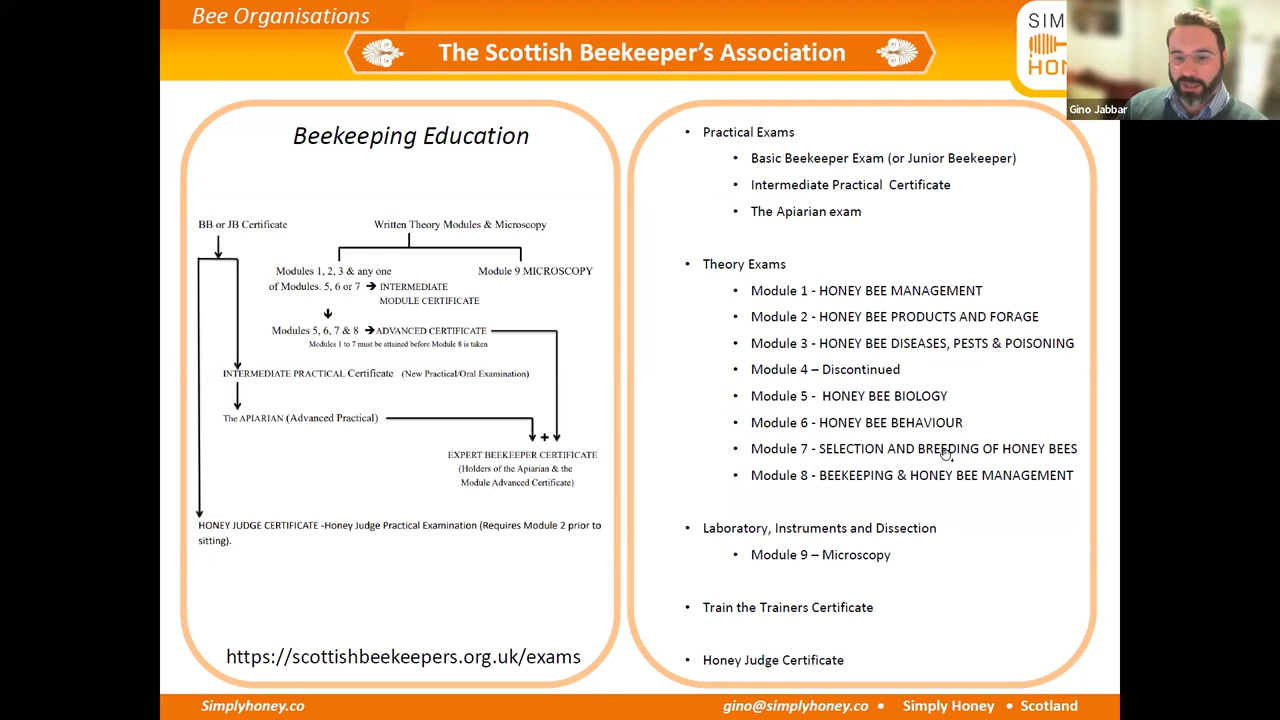 Bee Organisations
The Scottish Beekeeper's Association
SIM
HON
Gino Jabbar
Beekeeping Education
BB or JB Certificate
Written Theory Modules & Microscopy
Modules 1, 2, 3 & any one
of Modules. 5, 6 or 7 ➔ INTERMEDIATE
MODULE CERTIFICATE
Module 9 MICROSCOPY
Modules 5, 6, 7 & 8 ➔ADVANCED CERTIFICATE
Modules 1 to 7 must be attained before Module 8 is taken
INTERMEDIATE PRACTICAL Certificate (New Practical/Oral Examination)
The APIARIAN (Advanced Practical)
+
EXPERT BEEKEEPER CERTIFICATE
(Holders of the Apiarian & the
Module Advanced Certificate)
HONEY JUDGE CERTIFICATE -Honey Judge Practical Examination (Requires Module 2 prior to
sitting).
https://scottishbeekeepers.org.uk/exams
• Practical Exams
• Basic Beekeeper Exam (or Junior Beekeeper)
• Intermediate Practical Certificate
• The Apiarian exam
• Theory Exams
• Module 1 - HONEY BEE MANAGEMENT
• Module 2 - HONEY BEE PRODUCTS AND FORAGE
• Module 3 - HONEY BEE DISEASES, PESTS & POISONING
• Module 4 – Discontinued
• Module 5 - HONEY BEE BIOLOGY
• Module 6 - HONEY BEE BEHAVIOUR
• Module 7 - SELECTION AND BREEDING OF HONEY BEES
• Module 8 - BEEKEEPING & HONEY BEE MANAGEMENT
• Laboratory, Instruments and Dissection
• Module 9 – Microscopy
• Train the Trainers Certificate
• Honey Judge Certificate
Simplyhoney.co
gino@simplyhoney.co • Simply Honey • Scotland